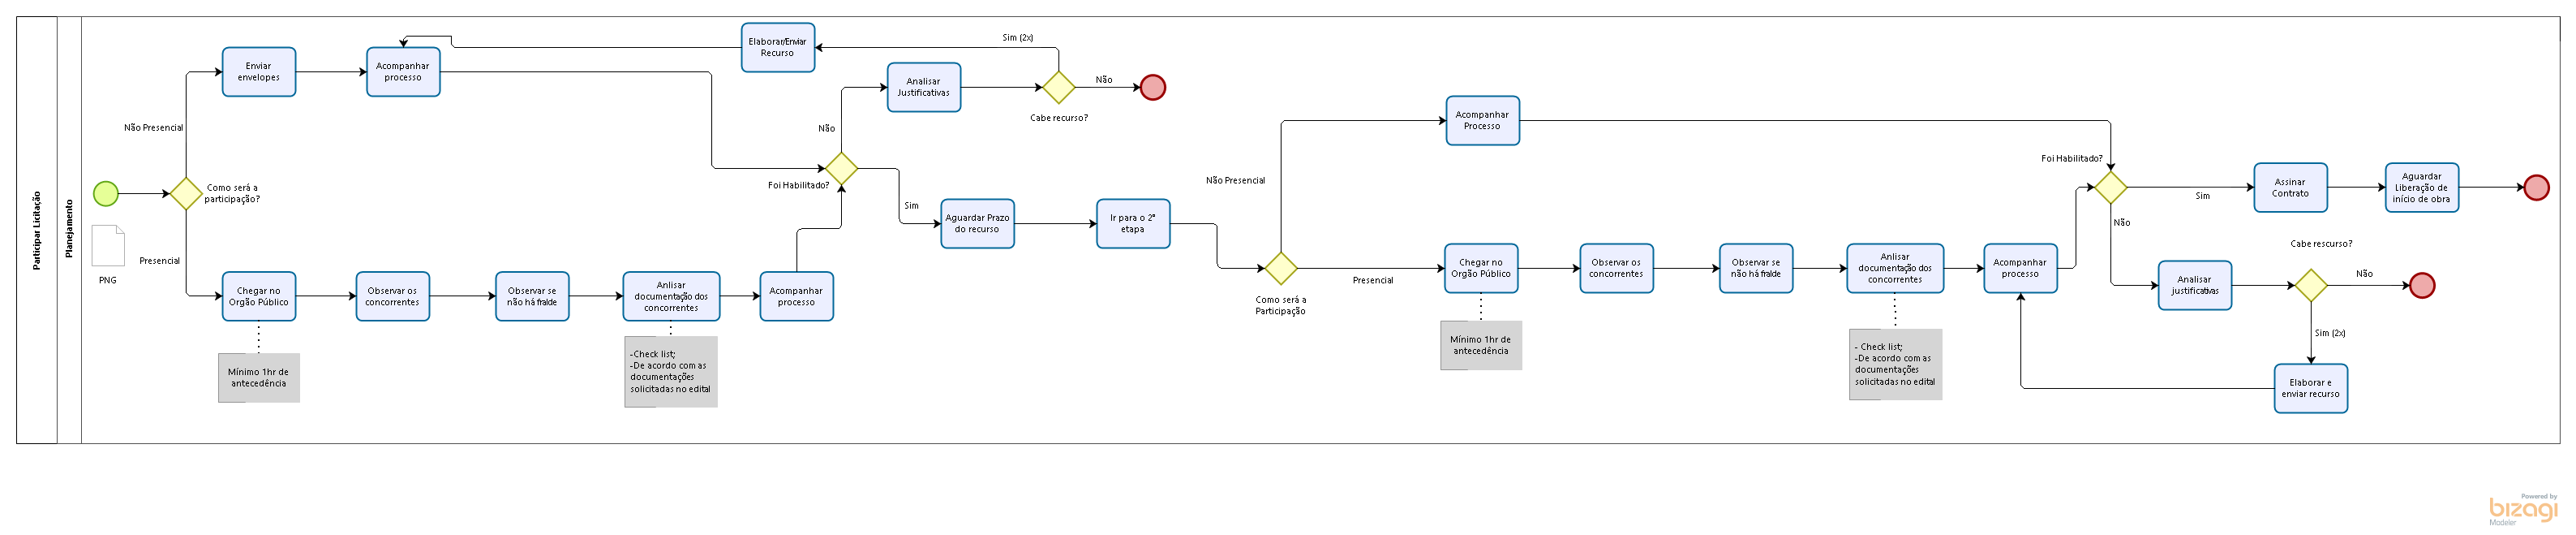 Participar Licitação
Planejamento
PNG
Como será a
participação?
Não Presencial
Presencial
Enviar
envelopes
Acompanhar
processo
Elaborar/Enviar
Recurso
Sim (2x)
Analisar
Justificativas
Não
Cabe recurso?
Não
Foi Habilitado?
Sim
Chegar no
Orgão Público
Observar os
concorrentes
Observar se
não há fralde
Anlisar
documentação dos
concorrentes
Acompanhar
processo
Mínimo 1hr de
antecedência
-Check list;
-De acordo com as
documentações
solicitadas no edital
Aguardar Prazo
do recurso
Ir para o 2ª
etapa
Não Presencial
Como será a
Participação
Presencial
Acompanhar
Processo
Chegar no
Orgão Público
Observar os
concorrentes
Observar se
não há fralde
Anlisar
documentação dos
concorrentes
Acompanhar
processo
Mínimo 1hr de
antecedência
- Check list;
-De acordo com as
documentações
solicitadas no edital
Foi Habilitado?
Sim
Assinar
Contrato
Aguardar
Liberação de
início de obra
Não
Analisar
justificativas
Cabe rescurso?
Não
Sim (2x)
Elaborar e
enviar recurso
Powered by
bizagi
Modeler